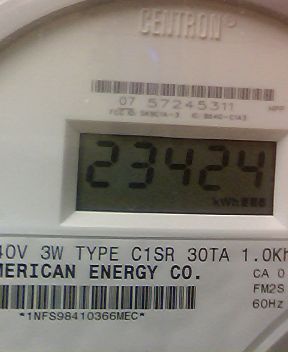 CENTRON
07 57245311
23424
kWh
40V 3W TYPE C1SR 30TA 1.0Kh
MERICAN ENERGY CO.
CA 0
FM2S
60Hz
*1NFS98410366MEC*